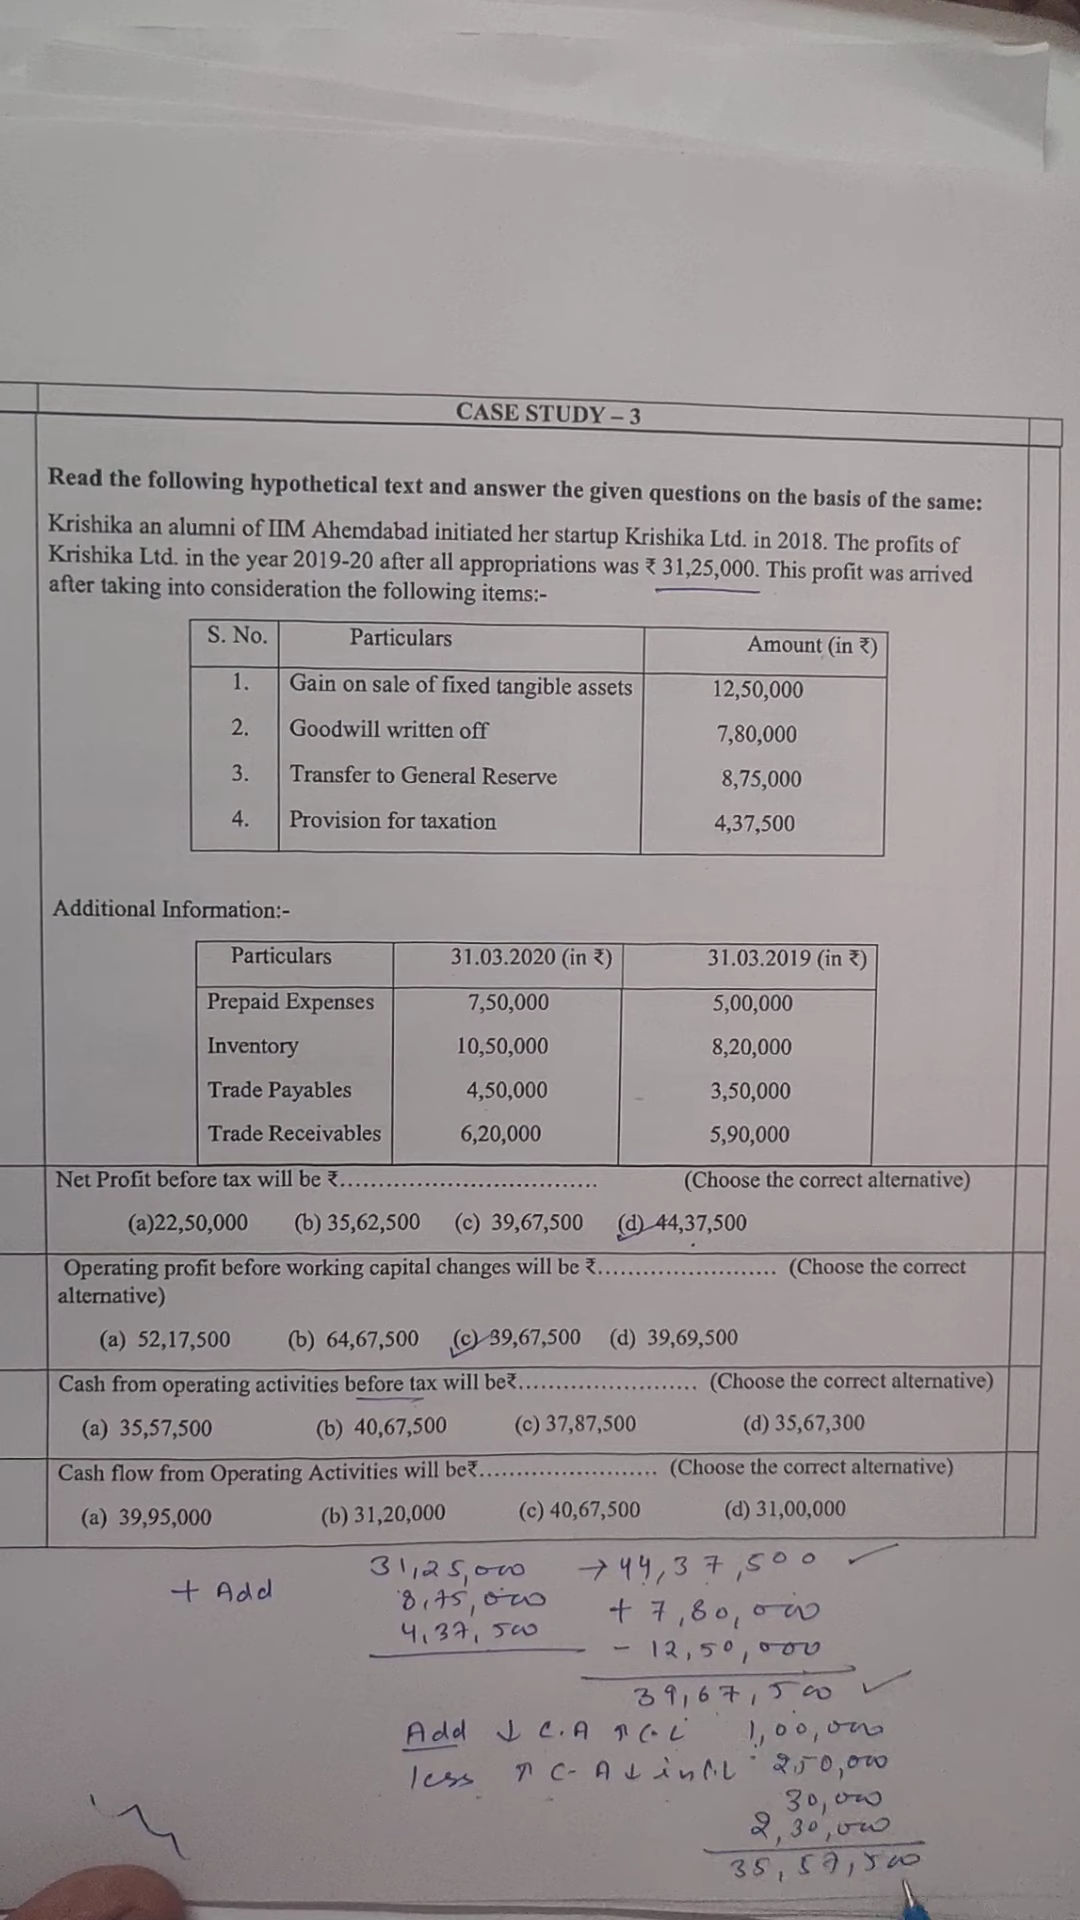 CASE STUDY – 3
Read the following hypothetical text and answer the given questions on the basis of the same:
Krishika an alumni of IIM Ahemdabad initiated her startup Krishika Ltd. in 2018. The profits of
Krishika Ltd. in the year 2019-20 after all appropriations was ₹ 31,25,000. This profit was arrived
after taking into consideration the following items:-
S. No. Particulars Amount (in ₹)
1. Gain on sale of fixed tangible assets 12,50,000
2. Goodwill written off 7,80,000
3. Transfer to General Reserve 8,75,000
4. Provision for taxation 4,37,500
Additional Information:-
Particulars 31.03.2020 (in ₹) 31.03.2019 (in ₹)
Prepaid Expenses 7,50,000 5,00,000
Inventory 10,50,000 8,20,000
Trade Payables 4,50,000 3,50,000
Trade Receivables 6,20,000 5,90,000
Net Profit before tax will be ₹.................................. (Choose the correct alternative)
(a)22,50,000 (b) 35,62,500 (c) 39,67,500 (d) 44,37,500
Operating profit before working capital changes will be ₹........................ (Choose the correct
alternative)
(a) 52,17,500 (b) 64,67,500 (c) 39,67,500 (d) 39,69,500
Cash from operating activities before tax will be₹........................ (Choose the correct alternative)
(a) 35,57,500 (b) 40,67,500 (c) 37,87,500 (d) 35,67,300
Cash flow from Operating Activities will be₹........................ (Choose the correct alternative)
(a) 39,95,000 (b) 31,20,000 (c) 40,67,500 (d) 31,00,000
31,25,000 → 44,37,500 ✓
+ Add 8,75,000 + 7,80,000
4,37,500 - 12,50,000
39,67,500 ✓
Add ↓ C.A ↑ C.L 1,00,000
less ↑ C-A ↓ in C.L - 250,000
30,000
2,30,000
35,57,500